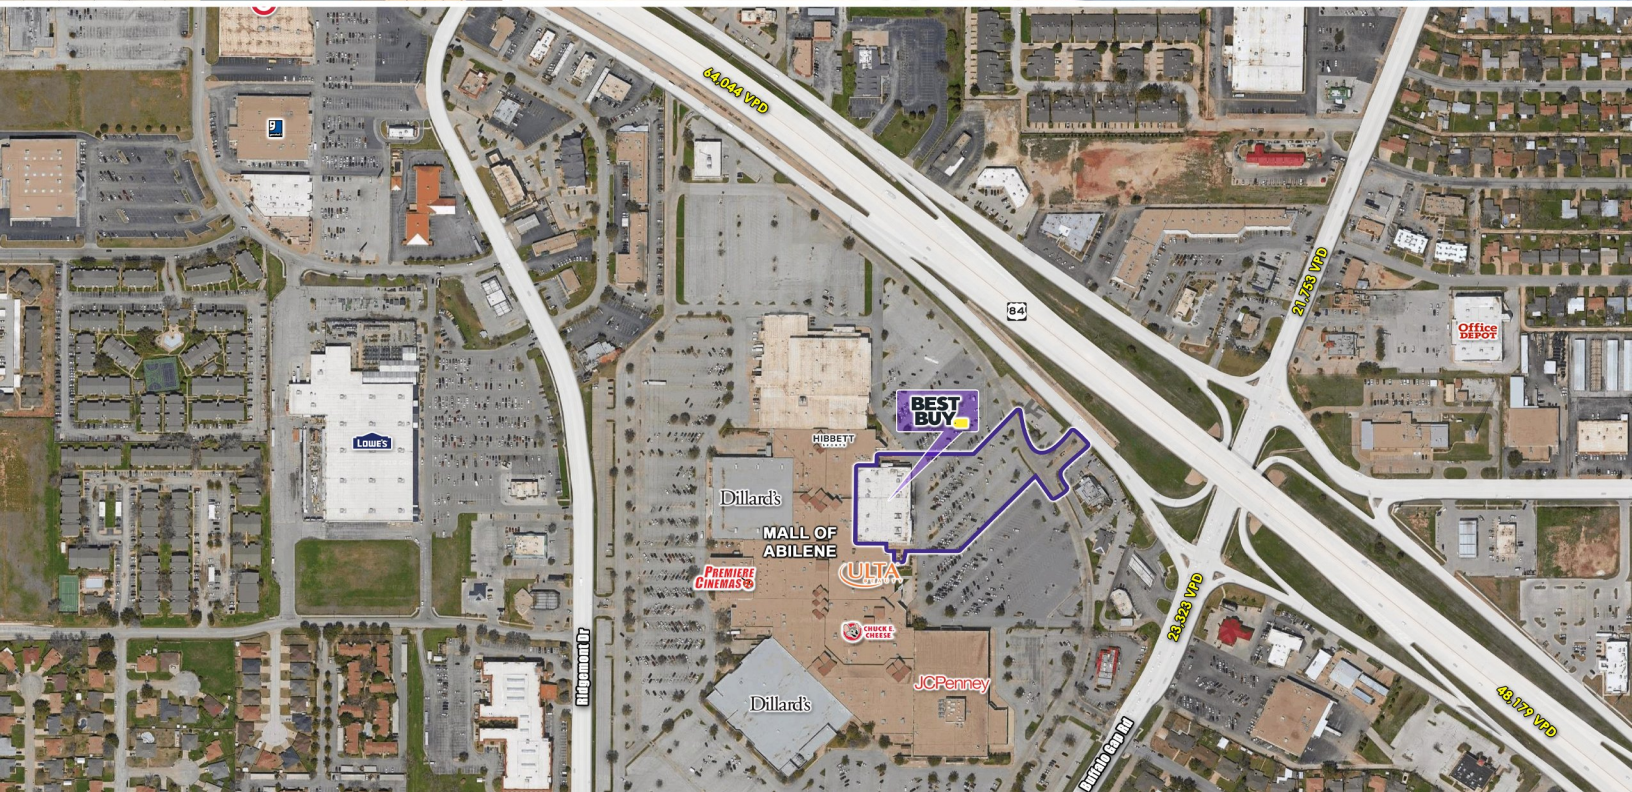 64,044 VPD
21,753 VPD
84
Office
DEPOT
BEST
BUY
HIBBETT
LOWE'S
Dillard's
MALL OF
ABILENE
PREMIERE
CINEMAS
ULTA
BEAUTY
CHUCK E.
CHEESE
23,323 VPD
JCPenney
Ridgemont Dr
Dillard's
48,179 VPD
Buffalo Gap Rd